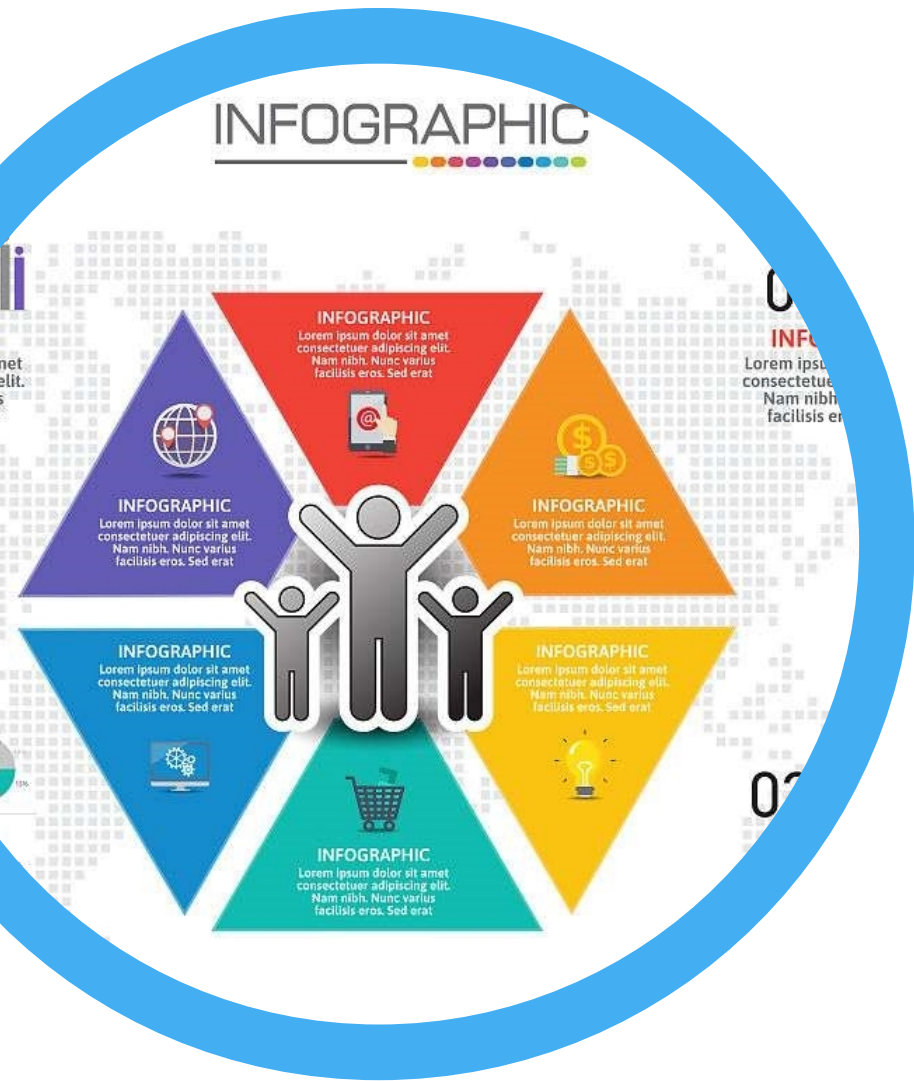 INFOGRAPHIC
INFOGRAPHIC
Lorem ipsum dolor sit amet
consectetuer adipiscing elit.
Nam nibh. Nunc varius
facilisis eros. Sed erat
@
INFOGRAPHIC
Lorem ipsum dolor sit amet
consectetuer adipiscing elit.
Nam nibh. Nunc varius
facilisis eros. Sed erat
$
$
$
INFOGRAPHIC
Lorem ipsum dolor sit amet
consectetuer adipiscing elit.
Nam nibh. Nunc varius
facilisis eros. Sed erat
INFOGRAPHIC
Lorem ipsum dolor sit amet
consectetuer adipiscing elit.
Nam nibh. Nunc varius
facilisis eros. Sed erat
INFOGRAPHIC
Lorem ipsum dolor sit amet
consectetuer adipiscing elit.
Nam nibh. Nunc varius
facilisis eros. Sed erat
INFOGRAPHIC
Lorem ipsum dolor sit amet
consectetuer adipiscing elit.
Nam nibh. Nunc varius
facilisis eros. Sed erat
elit.
Lorem
Nam nibh
facilisis